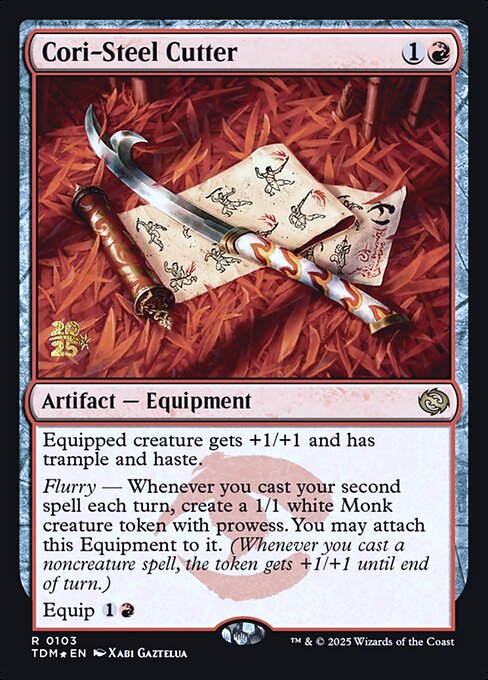 Cori-Steel Cutter 1
2025
Artifact — Equipment
Equipped creature gets +1/+1 and has
trample and haste.
Flurry — Whenever you cast your second
spell each turn, create a 1/1 white Monk
creature token with prowess. You may attach
this Equipment to it. (Whenever you cast a
noncreature spell, the token gets +1/+1 until end
of turn.)
Equip 1
R 0103
TDM★EN Xabi Gaztelua
™ & © 2025 Wizards of the Coast